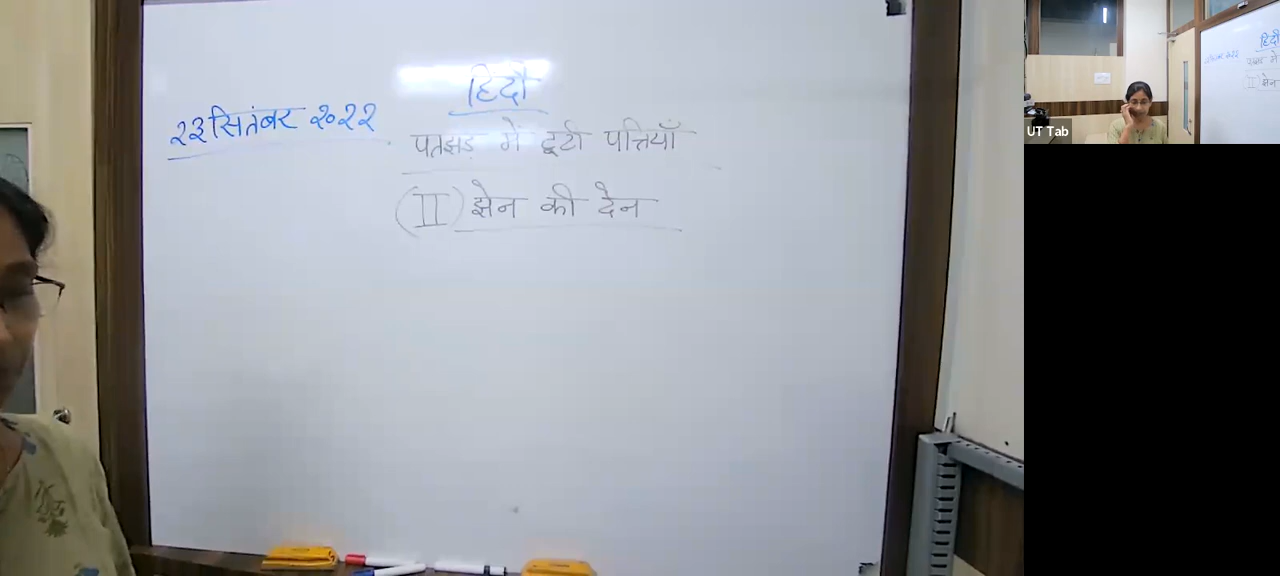 हिंदी
२३ सितंबर २०२२
पतझड़ में टूटी पत्तियाँ
(II) झेन की देन
UT Tab